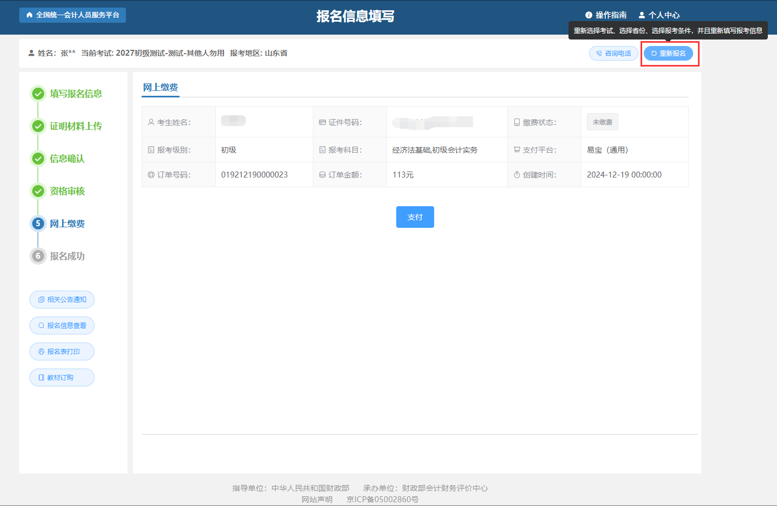 全国统一会计人员服务平台
报名信息填写
操作指南 个人中心
重新选择考试、选择省份、选择报考条件，并且重新填写报考信息
姓名：张** 当前考试: 2027初级测试-测试-其他人勿用 报考地区: 山东省
咨询电话 重新报名
填写报名信息
证明材料上传
信息确认
资格审核
5 网上缴费
6 报名成功
相关公告通知
报名信息查看
报名表打印
教材订购
网上缴费
考生姓名： 证件号码： 缴费状态： 未缴费
报考级别： 初级 报考科目： 经济法基础,初级会计实务 支付平台： 易宝（通用）
订单号码： 019212190000023 订单金额： 113元 创建时间： 2024-12-19 00:00:00
支付
指导单位：中华人民共和国财政部 承办单位：财政部会计财务评价中心
网站声明 京ICP备05002860号